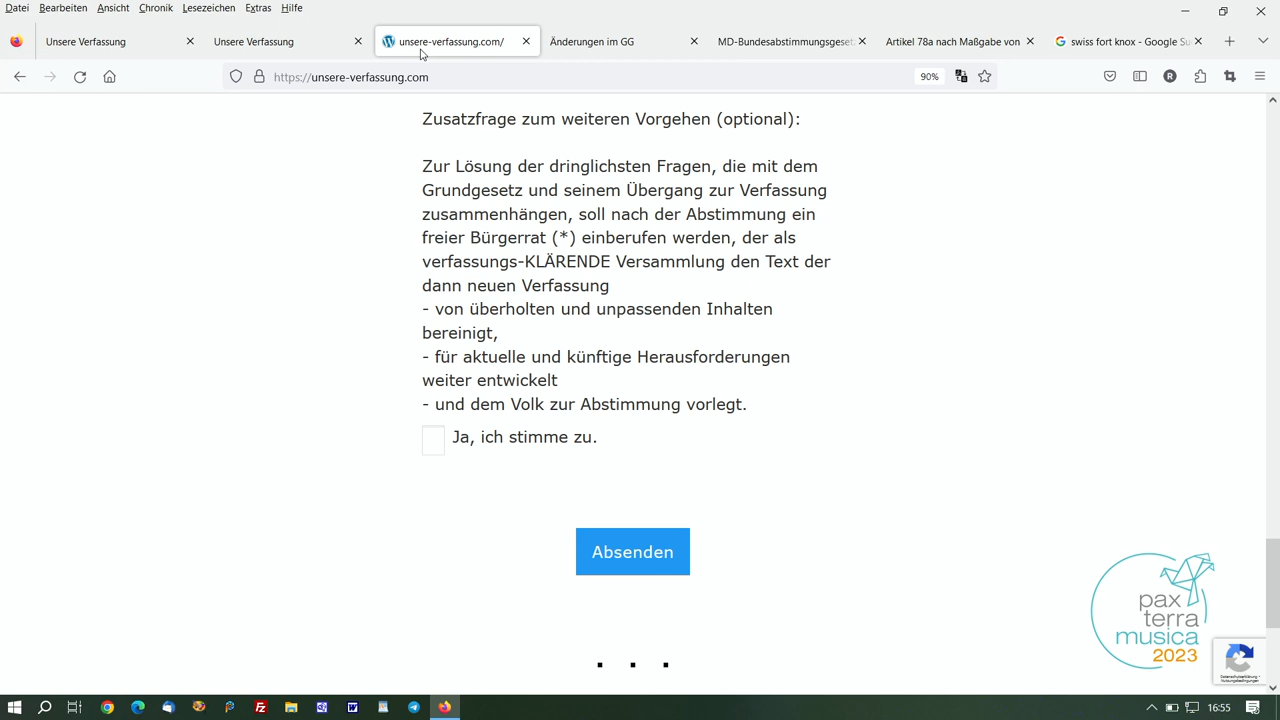 Datei Bearbeiten Ansicht Chronik Lesezeichen Extras Hilfe
Unsere Verfassung
Unsere Verfassung
unsere-verfassung.com/
Änderungen im GG
MD-Bundesabstimmungsgeset
Artikel 78a nach Maßgabe von
swiss fort knox - Google Su
https://unsere-verfassung.com
90%
R
Zusatzfrage zum weiteren Vorgehen (optional):
Zur Lösung der dringlichsten Fragen, die mit dem
Grundgesetz und seinem Übergang zur Verfassung
zusammenhängen, soll nach der Abstimmung ein
freier Bürgerrat (*) einberufen werden, der als
verfassungs-KLÄRENDE Versammlung den Text der
dann neuen Verfassung
- von überholten und unpassenden Inhalten
bereinigt,
- für aktuelle und künftige Herausforderungen
weiter entwickelt
- und dem Volk zur Abstimmung vorlegt.
Ja, ich stimme zu.
Absenden
. . .
pax
terra
musica
2023
Datenschutzerklärung -
Nutzungsbedingungen
16:55